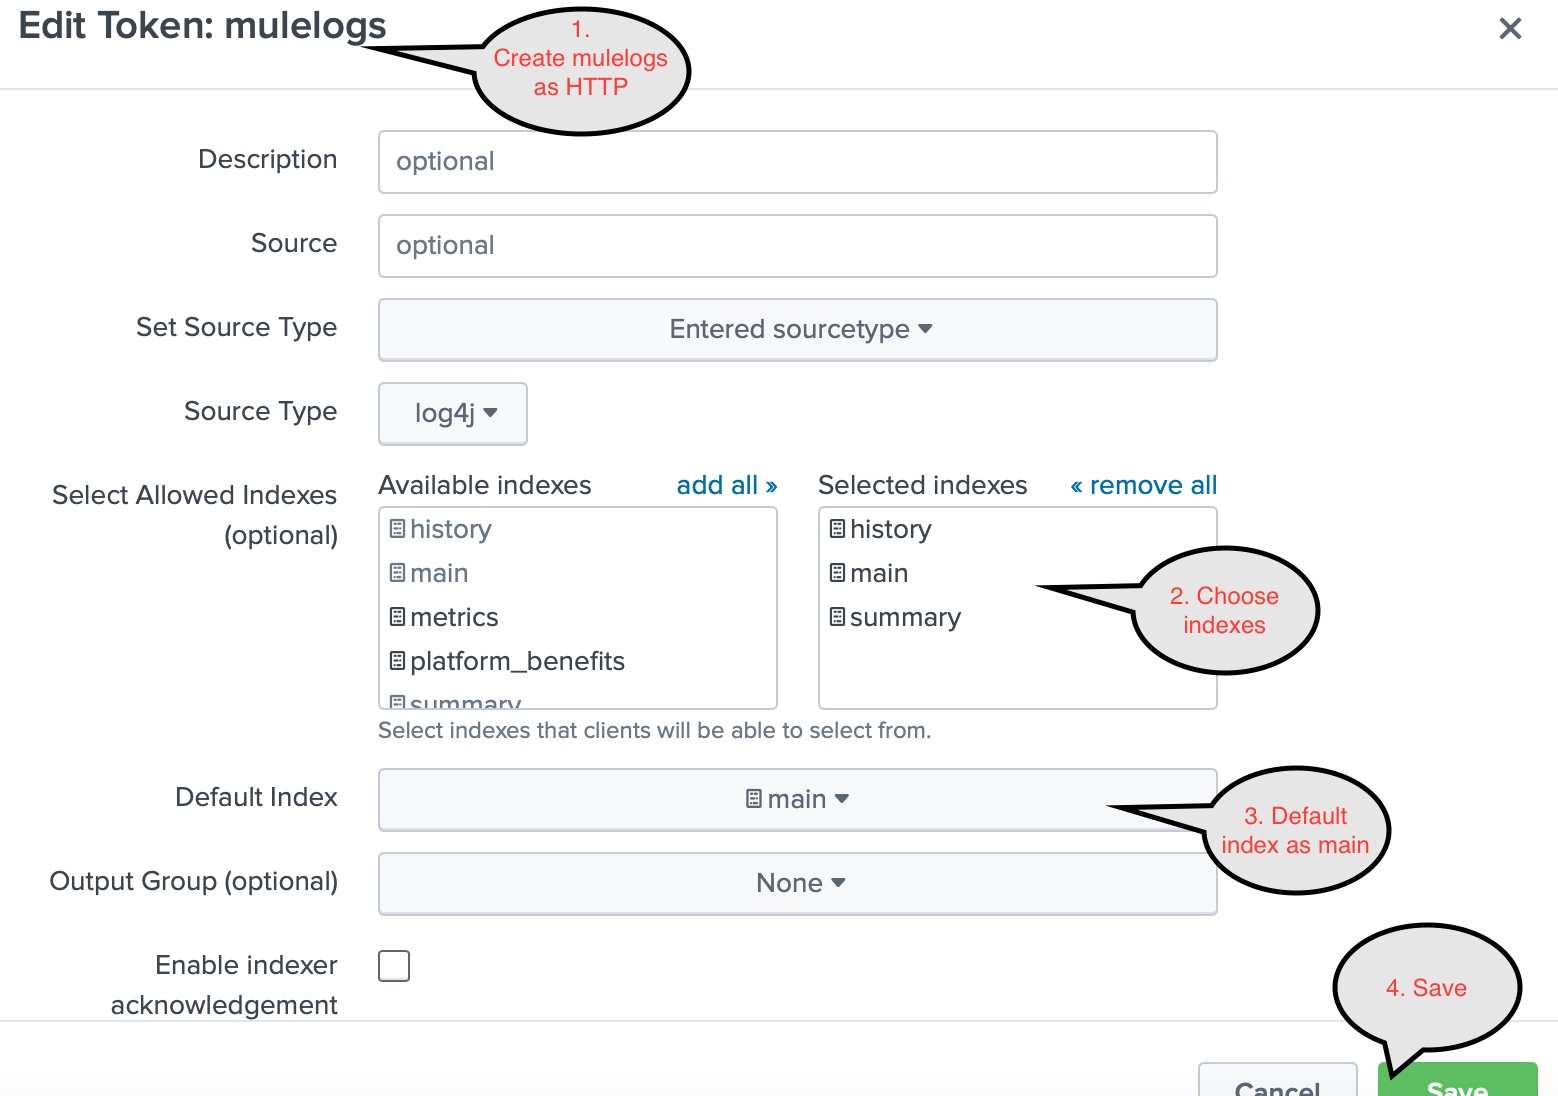 Edit Token: mulelogs
1.
Create mulelogs
as HTTP
Description
optional
Source
optional
Set Source Type
Entered sourcetype
Source Type
log4j
Select Allowed Indexes
(optional)
Available indexes
add all »
Selected indexes
« remove all
history
main
metrics
platform_benefits
summary
history
main
summary
2. Choose
indexes
Select indexes that clients will be able to select from.
Default Index
main
3. Default
index as main
Output Group (optional)
None
Enable indexer
acknowledgement
4. Save
Cancel
Save